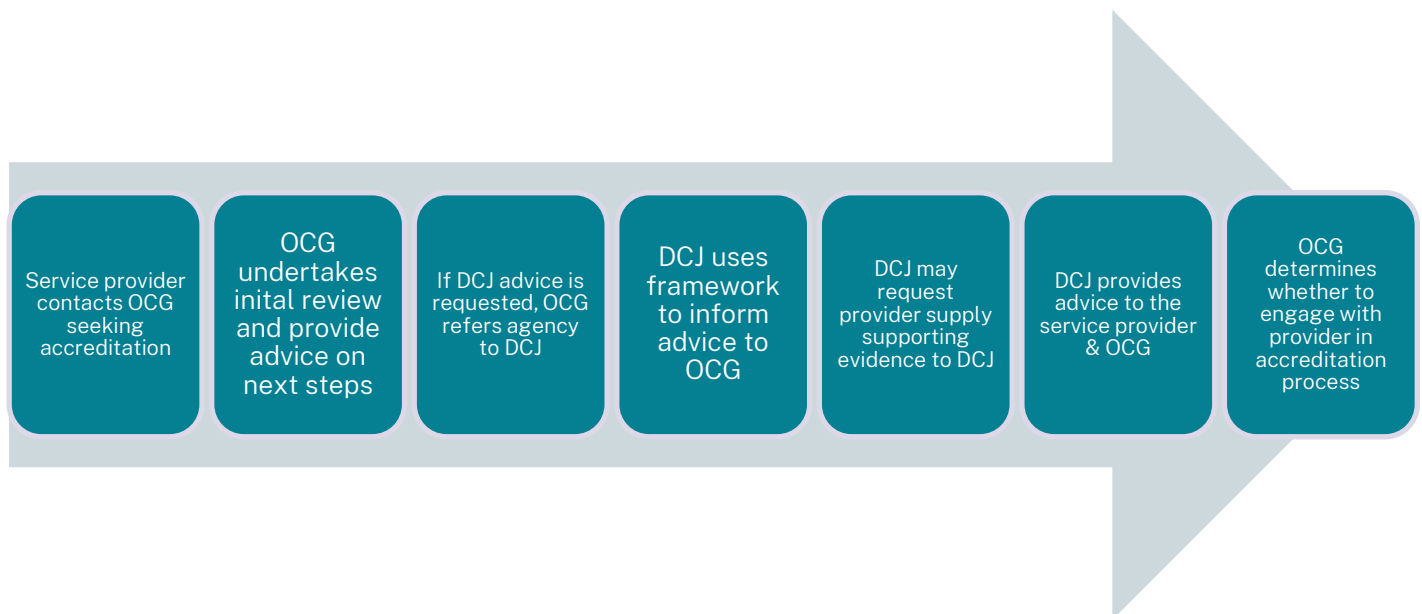 Service provider
contacts OCG
seeking
accreditation
OCG
undertakes
inital review
and provide
advice on
next steps
If DCJ advice is
requested, OCG
refers agency
to DCJ
DCJ uses
framework
to inform
advice to
OCG
DCJ may
request
provider supply
supporting
evidence to DCJ
DCJ provides
advice to the
service provider
& OCG
OCG
determines
whether to
engage with
provider in
accreditation
process